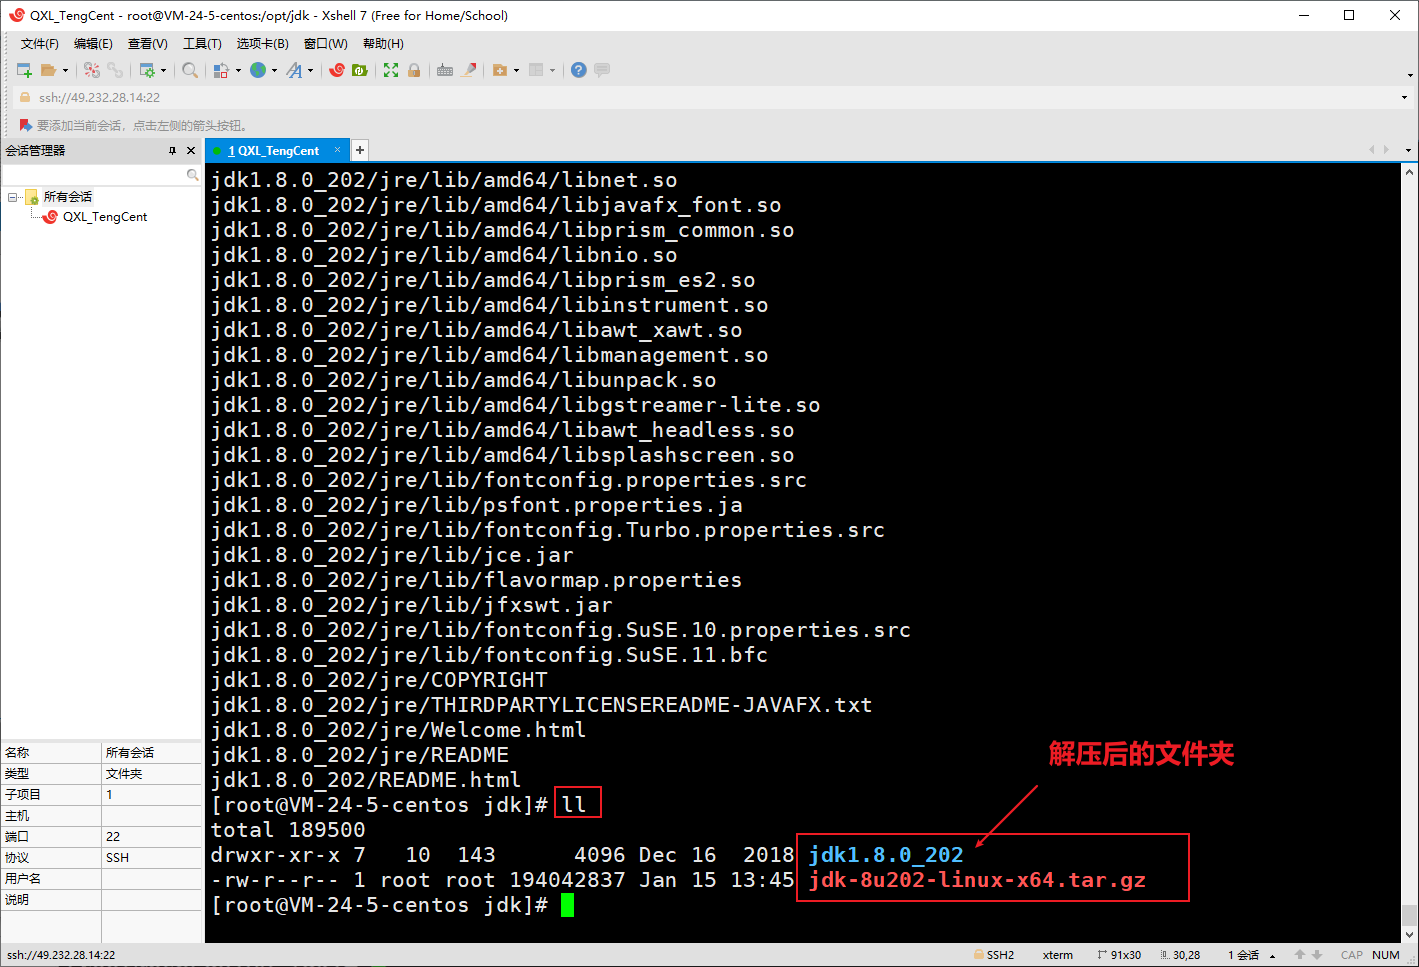 QXL_TengCent - root@VM-24-5-centos:/opt/jdk - Xshell 7 (Free for Home/School)
文件(F) 编辑(E) 查看(V) 工具(T) 选项卡(B) 窗口(W) 帮助(H)
ssh://49.232.28.14:22
要添加当前会话，点击左侧的箭头按钮。
会话管理器
1 QXL_TengCent
所有会话
QXL_TengCent
jdk1.8.0_202/jre/lib/amd64/libnet.so
jdk1.8.0_202/jre/lib/amd64/libjavafx_font.so
jdk1.8.0_202/jre/lib/amd64/libprism_common.so
jdk1.8.0_202/jre/lib/amd64/libnio.so
jdk1.8.0_202/jre/lib/amd64/libprism_es2.so
jdk1.8.0_202/jre/lib/amd64/libinstrument.so
jdk1.8.0_202/jre/lib/amd64/libawt_xawt.so
jdk1.8.0_202/jre/lib/amd64/libmanagement.so
jdk1.8.0_202/jre/lib/amd64/libunpack.so
jdk1.8.0_202/jre/lib/amd64/libgstreamer-lite.so
jdk1.8.0_202/jre/lib/amd64/libawt_headless.so
jdk1.8.0_202/jre/lib/amd64/libsplashscreen.so
jdk1.8.0_202/jre/lib/fontconfig.properties.src
jdk1.8.0_202/jre/lib/psfont.properties.ja
jdk1.8.0_202/jre/lib/fontconfig.Turbo.properties.src
jdk1.8.0_202/jre/lib/jce.jar
jdk1.8.0_202/jre/lib/flavormap.properties
jdk1.8.0_202/jre/lib/jfxswt.jar
jdk1.8.0_202/jre/lib/fontconfig.SuSE.10.properties.src
jdk1.8.0_202/jre/lib/fontconfig.SuSE.11.bfc
jdk1.8.0_202/jre/COPYRIGHT
jdk1.8.0_202/jre/THIRDPARTYLICENSEREADME-JAVAFX.txt
jdk1.8.0_202/jre/Welcome.html
jdk1.8.0_202/jre/README
jdk1.8.0_202/README.html
[root@VM-24-5-centos jdk]# ll
total 189500
drwxr-xr-x 7 10 143 4096 Dec 16 2018 jdk1.8.0_202
-rw-r--r-- 1 root root 194042837 Jan 15 13:45 jdk-8u202-linux-x64.tar.gz
[root@VM-24-5-centos jdk]#
解压后的文件夹
名称 所有会话
类型 文件夹
子项目 1
主机
端口 22
协议 SSH
用户名
说明
ssh://49.232.28.14:22 SSH2 xterm 91x30 30,28 1 会话 CAP NUM